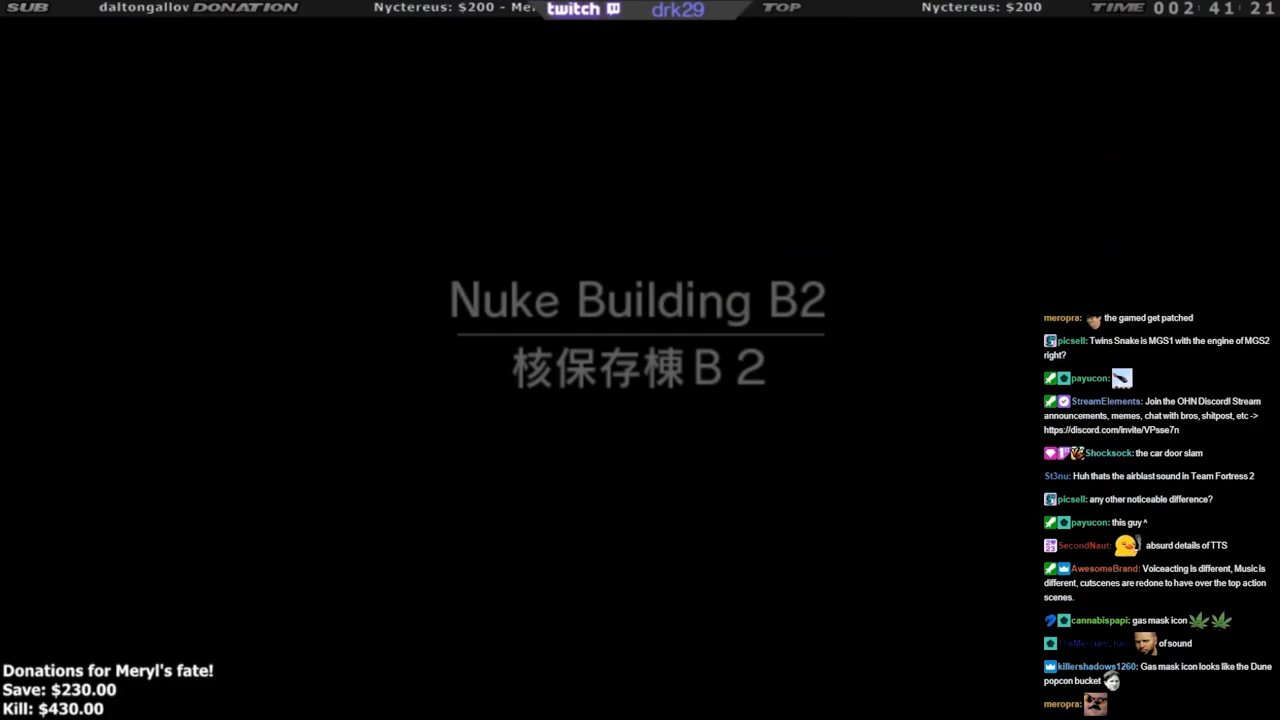 SUB daltongallov DONATION Nyctereus: $200 - Mer twitch drk29 TOP Nyctereus: $200 TIME 002:41:21
Nuke Building B2
核保存棟B 2
meropra: the gamed get patched
picsell: Twins Snake is MGS1 with the engine of MGS2
right?
payucon:
StreamElements: Join the OHN Discord! Stream
announcements, memes, chat with bros, shitpost, etc ->
https://discord.com/invite/VPsse7n
Shocksock: the car door slam
St3nu: Huh thats the airblast sound in Team Fortress 2
picsell: any other noticeable difference?
payucon: this guy ^
SecondNaut: absurd details of TTS
AwesomeBrand: Voiceacting is different, Music is
different, cutscenes are redone to have over the top action
scenes.
cannabispapi: gas mask icon
of sound
killershadows1260: Gas mask icon looks like the Dune
popcon bucket
meropra:
Donations for Meryl's fate!
Save: $230.00
Kill: $430.00